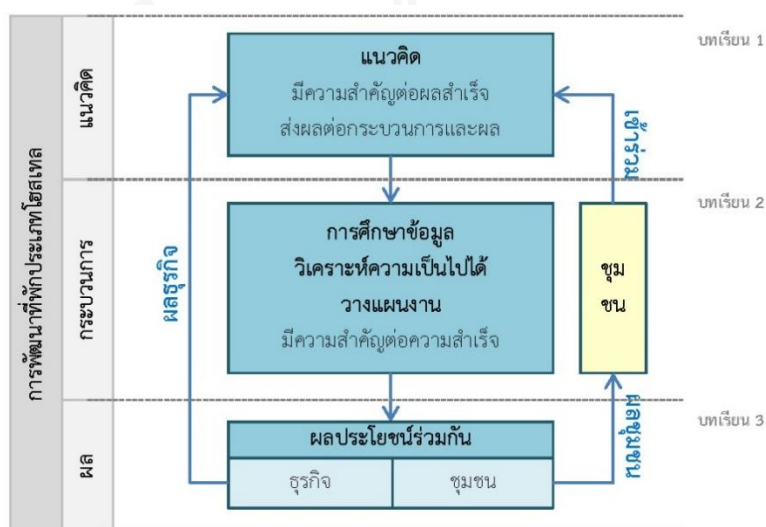 บทเรียน 1
การพัฒนาที่พักประเภทโฮสเทล
แนวคิด
แนวคิด
มีความสำคัญต่อผลสำเร็จ
ส่งผลต่อกระบวนการและผล
เข้าร่วม
บทเรียน 2
กระบวนการ
ผลธุรกิจ
การศึกษาข้อมูล
วิเคราะห์ความเป็นไปได้
วางแผนงาน
มีความสำคัญต่อความสำเร็จ
ชุม
ชน
บทเรียน 3
ผล
ผลประโยชน์ร่วมกัน
ธุรกิจ
ชุมชน
ผลชุมชน